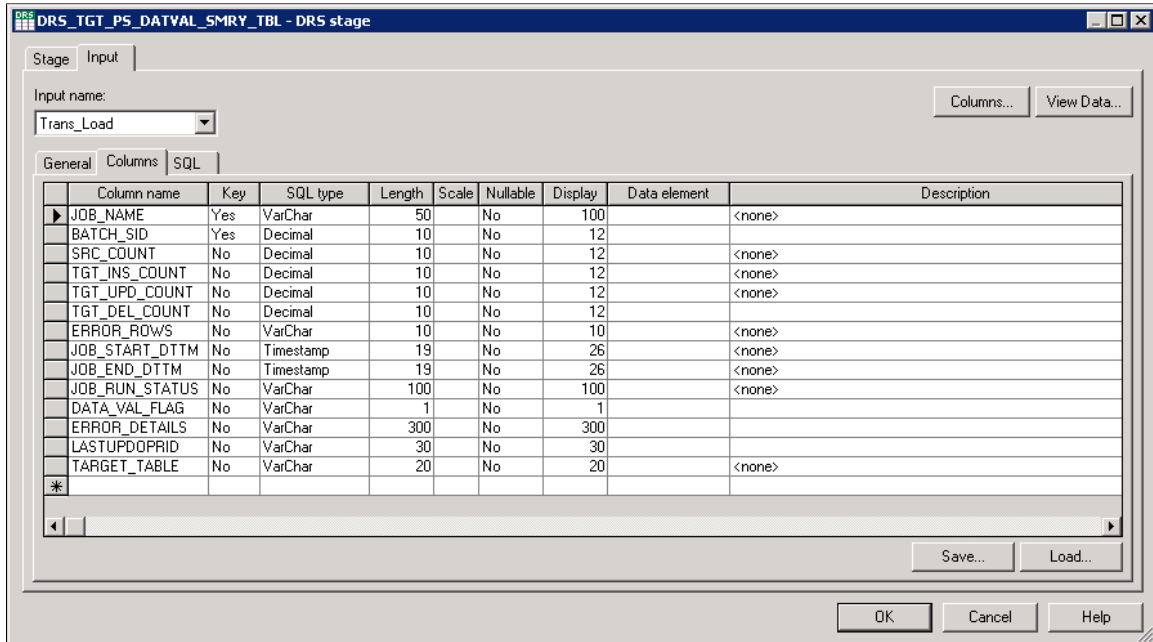 DRS DRS_TGT_PS_DATVAL_SMRY_TBL - DRS stage
Stage Input
Input name:
Columns... View Data...
Trans_Load
General Columns SQL
Column name Key SQL type Length Scale Nullable Display Data element Description
JOB_NAME Yes VarChar 50 No 100 <none>
BATCH_SID Yes Decimal 10 No 12
SRC_COUNT No Decimal 10 No 12 <none>
TGT_INS_COUNT No Decimal 10 No 12 <none>
TGT_UPD_COUNT No Decimal 10 No 12 <none>
TGT_DEL_COUNT No Decimal 10 No 12
ERROR_ROWS No VarChar 10 No 10 <none>
JOB_START_DTTM No Timestamp 19 No 26 <none>
JOB_END_DTTM No Timestamp 19 No 26 <none>
JOB_RUN_STATUS No VarChar 100 No 100 <none>
DATA_VAL_FLAG No VarChar 1 No 1
ERROR_DETAILS No VarChar 300 No 300
LASTUPDOPRID No VarChar 30 No 30
TARGET_TABLE No VarChar 20 No 20 <none>
Save... Load...
OK Cancel Help